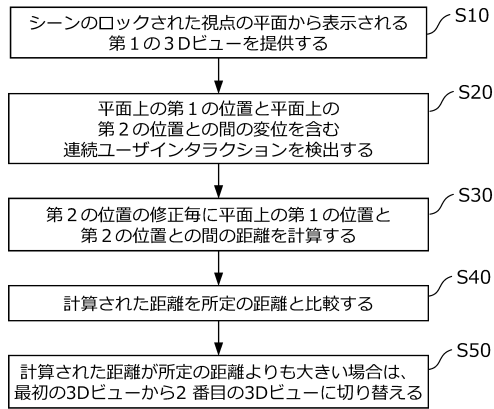 シーンのロックされた視点の平面から表示される
第１の３Dビューを提供する
S10
平面上の第１の位置と平面上の
第２の位置との間の変位を含む
連続ユーザインタラクションを検出する
S20
第２の位置の修正毎に平面上の第１の位置と
第２の位置との間の距離を計算する
S30
計算された距離を所定の距離と比較する
S40
計算された距離が所定の距離よりも大きい場合は、
最初の3Dビューから2 番目の3Dビューに切り替える
S50